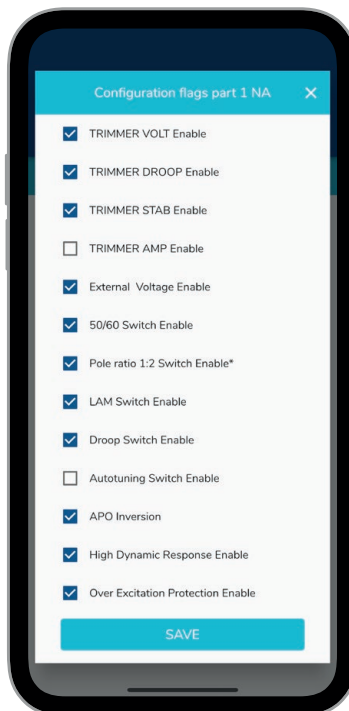 Configuration flags part 1 NA
TRIMMER VOLT Enable
TRIMMER DROOP Enable
TRIMMER STAB Enable
TRIMMER AMP Enable
External Voltage Enable
50/60 Switch Enable
Pole ratio 1:2 Switch Enable*
LAM Switch Enable
Droop Switch Enable
Autotuning Switch Enable
APO Inversion
High Dynamic Response Enable
Over Excitation Protection Enable
SAVE